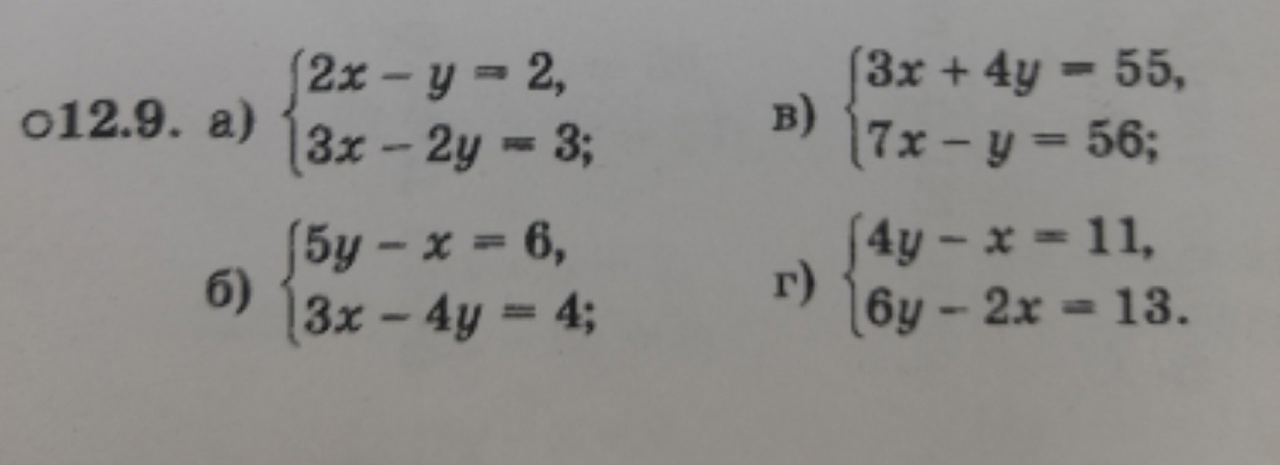 ○12.9. а) {2x − y = 2, 3x − 2y = 3;
в) {3x + 4y = 55, 7x − y = 56;
б) {5y − x = 6, 3x − 4y = 4;
г) {4y − x = 11, 6y − 2x = 13.